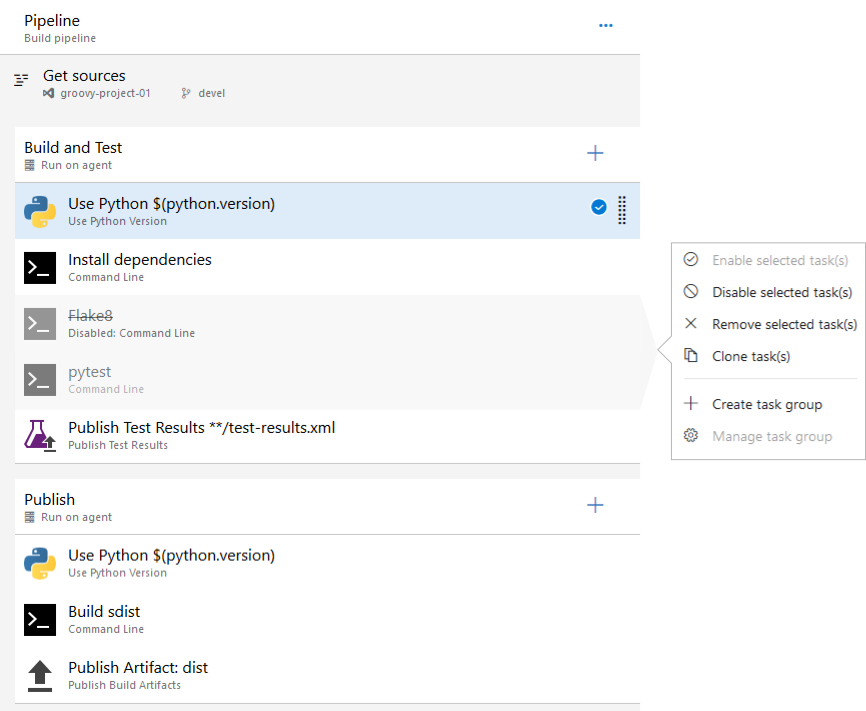 Pipeline
Build pipeline
Get sources
groovy-project-01 devel
Build and Test
Run on agent
Use Python $(python.version)
Use Python Version
Install dependencies
Command Line
Flake8
Disabled: Command Line
pytest
Command Line
Publish Test Results **/test-results.xml
Publish Test Results
Enable selected task(s)
Disable selected task(s)
Remove selected task(s)
Clone task(s)
Create task group
Manage task group
Publish
Run on agent
Use Python $(python.version)
Use Python Version
Build sdist
Command Line
Publish Artifact: dist
Publish Build Artifacts